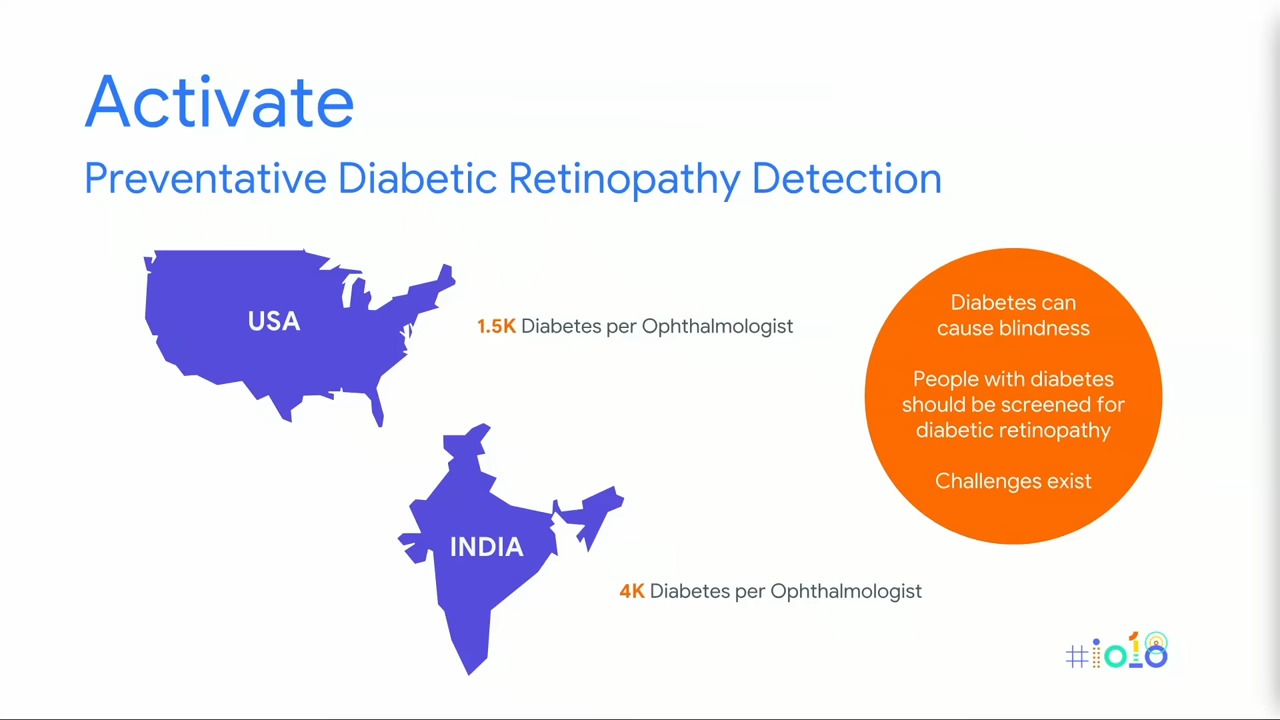 Activate
Preventative Diabetic Retinopathy Detection
USA
1.5K Diabetes per Ophthalmologist
INDIA
4K Diabetes per Ophthalmologist
Diabetes can
cause blindness
People with diabetes
should be screened for
diabetic retinopathy
Challenges exist
#io18